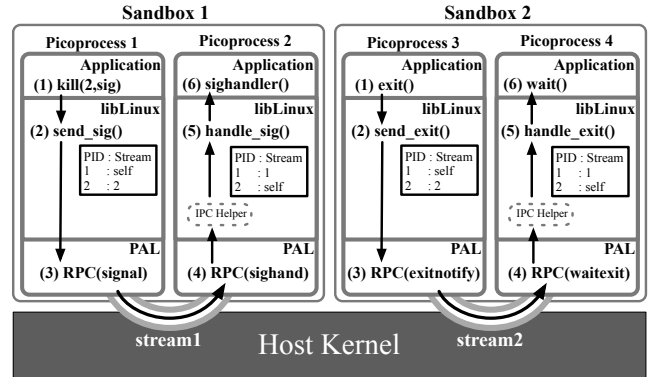 Sandbox 1
Picoprocess 1
Application
(1) kill(2,sig)
libLinux
(2) send_sig()
PID : Stream
1 : self
2 : 2
PAL
(3) RPC(signal)
Picoprocess 2
Application
(6) sighandler()
libLinux
(5) handle_sig()
PID : Stream
1 : 1
2 : self
IPC Helper
PAL
(4) RPC(sighand)
stream1
Sandbox 2
Picoprocess 3
Application
(1) exit()
libLinux
(2) send_exit()
PID : Stream
1 : self
2 : 2
PAL
(3) RPC(exitnotify)
Picoprocess 4
Application
(6) wait()
libLinux
(5) handle_exit()
PID : Stream
1 : 1
2 : self
IPC Helper
PAL
(4) RPC(waitexit)
stream2
Host Kernel